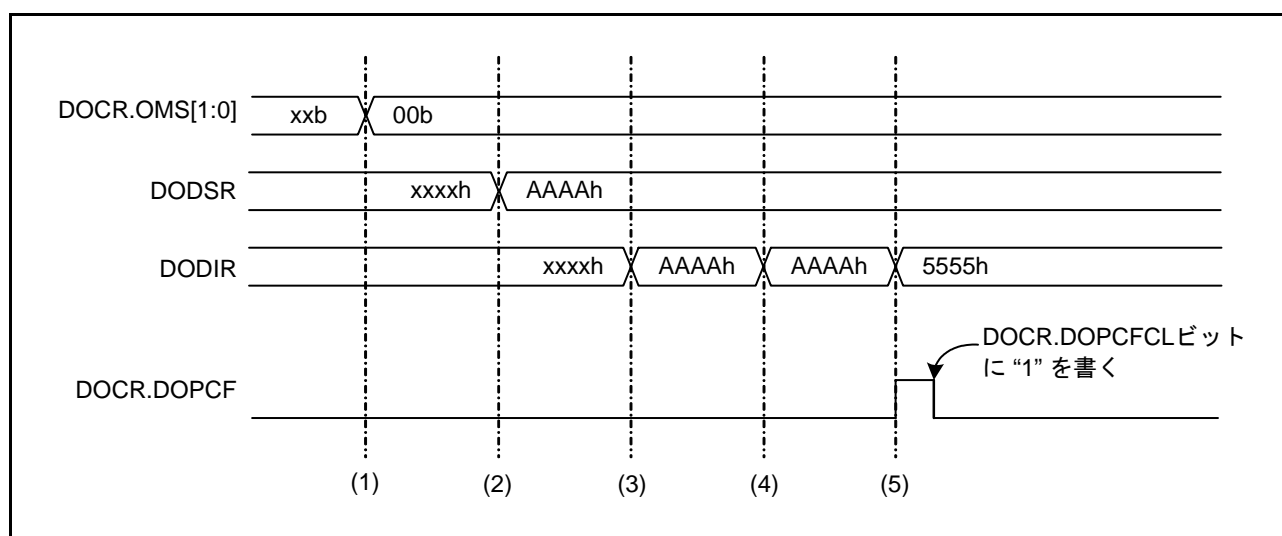 DOCR.OMS[1:0] xxb 00b
DODSR xxxxh AAAAh
DODIR xxxxh AAAAh AAAAh 5555h
DOCR.DOPCFCLビット
に “1” を書く
DOCR.DOPCF
(1) (2) (3) (4) (5)